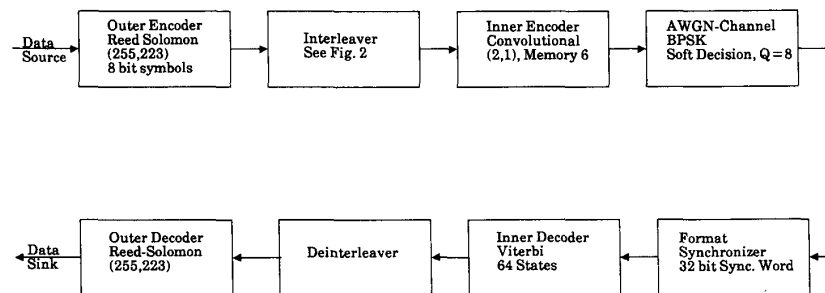 Data
Source
Outer Encoder
Reed Solomon
(255,223)
8 bit symbols
Interleaver
See Fig. 2
Inner Encoder
Convolutional
(2,1), Memory 6
AWGN-Channel
BPSK
Soft Decision, Q=8
Data
Sink
Outer Decoder
Reed-Solomon
(255,223)
Deinterleaver
Inner Decoder
Viterbi
64 States
Format
Synchronizer
32 bit Sync. Word